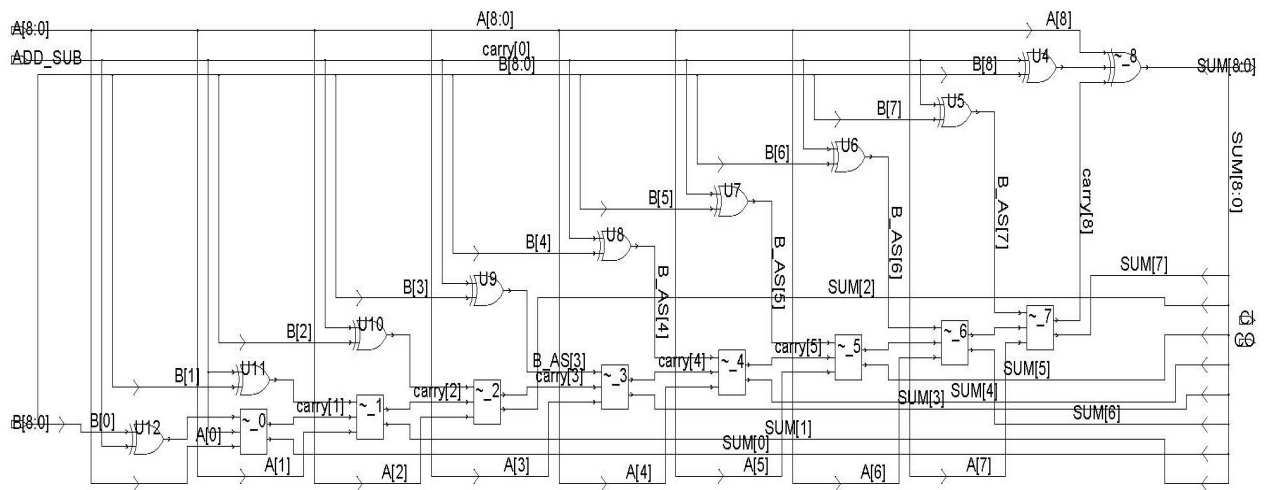 A[8:0]
A[8:0]
A[8]
ADD_SUB
carry[0]
B[8:0]
B[8]
U4
~_8
SUM[8:0]
B[7]
U5
B[6]
U6
SUM[8:0]
B[5]
U7
B_AS[7]
carry[8]
B[4]
U8
B_AS[6]
B[3]
U9
B_AS[5]
B_AS[4]
SUM[7]
SUM[2]
B[2]
U10
~_7
~_6
B[1]
U11
B_AS[3]
~_3
carry[4]
~_4
carry[5]
~_5
SUM[5]
carry[2]
~_2
carry[3]
SUM[4]
SUM[3]
carry[1]
~_1
SUM[6]
B[8:0]
B[0]
U12
A[0]
~_0
SUM[1]
SUM[0]
A[1]
A[2]
A[3]
A[4]
A[5]
A[6]
A[7]